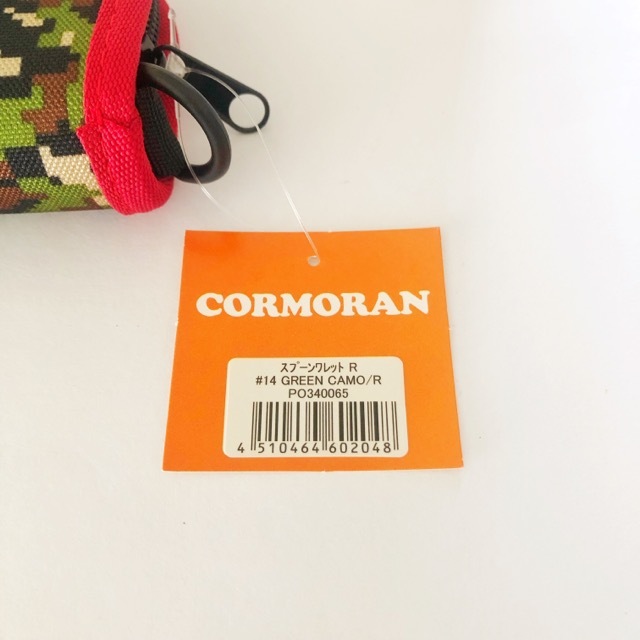 CORMORAN
ｽﾌﾟｰﾝﾜﾚｯﾄ R
#14 GREEN CAMO/R
PO340065
4 510464 602048